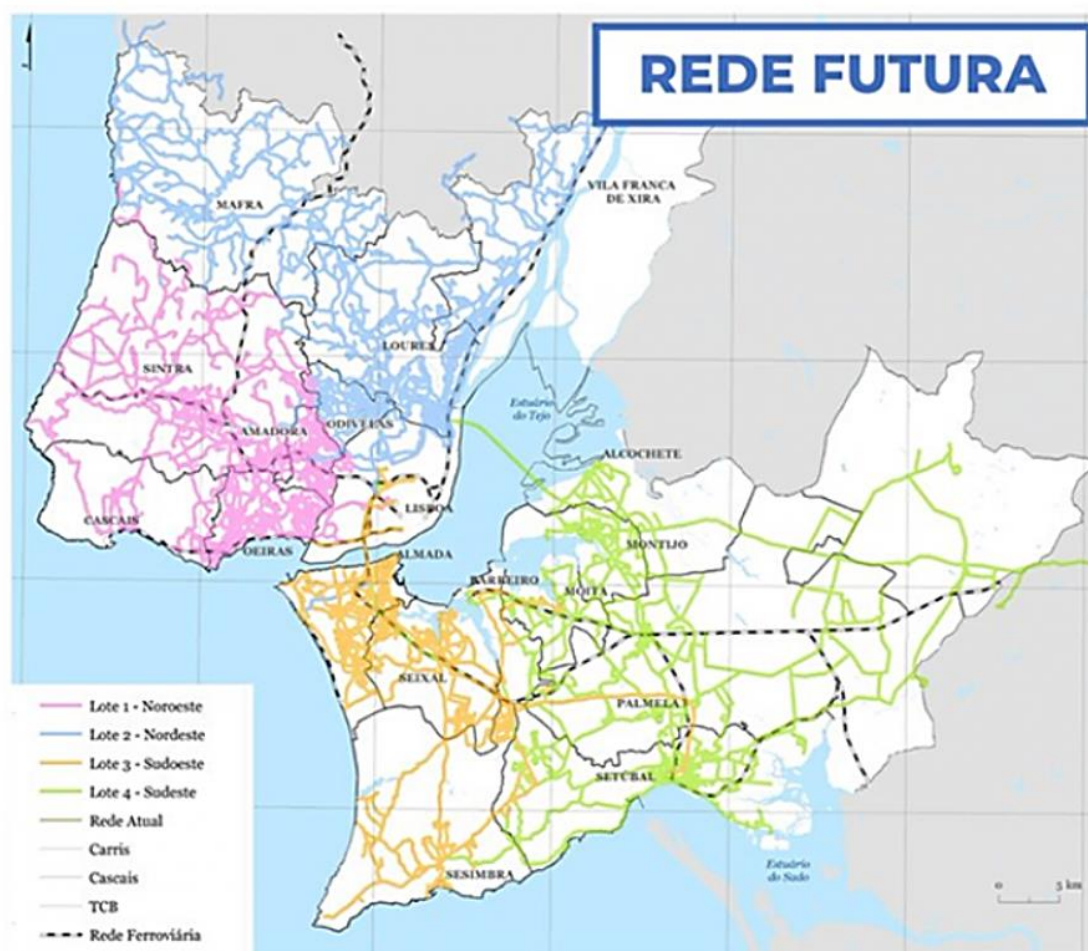 REDE FUTURA
VILA FRANCA
DE XIRA
MAFRA
LOURES
SINTRA
Estuário
do Tejo
AMADORA
ODIVELAS
ALCOCHETE
CASCAIS
LISBOA
OEIRAS
MONTIJO
ALMADA
BARREIRO
MOITA
SEIXAL
PALMELA
SETÚBAL
SESIMBRA
Estuário
do Sado
Lote 1 - Noroeste
Lote 2 - Nordeste
Lote 3 - Sudoeste
Lote 4 - Sudeste
Rede Atual
Carris
Cascais
TCB
Rede Ferroviária
0 5 km